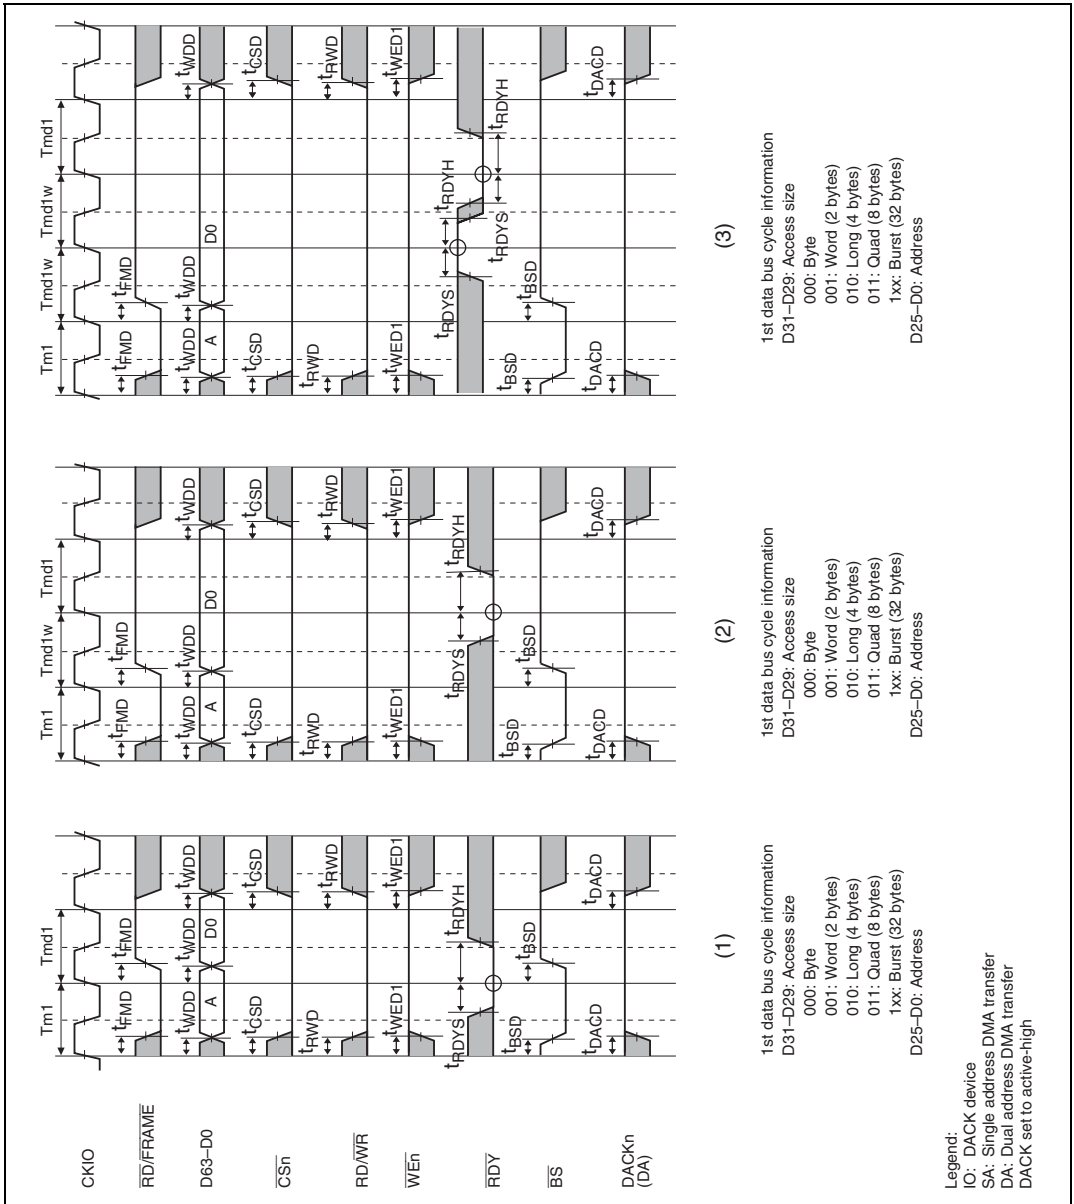 CKIO
RD/FRAME
D63–D0
CSn
RD/WR
WEn
RDY
BS
DACKn
(DA)
Tm1
Tmd1
tFMD
tFMD
tWDD
tWDD
tWDD
A
D0
tCSD
tCSD
tRWD
tRWD
tWED1
tWED1
tRDYS
tRDYH
tBSD
tBSD
tDACD
tDACD
(1)
1st data bus cycle information
D31–D29: Access size
000: Byte
001: Word (2 bytes)
010: Long (4 bytes)
011: Quad (8 bytes)
1xx: Burst (32 bytes)
D25–D0: Address
Tm1
Tmd1w
Tmd1
tFMD
tFMD
tWDD
tWDD
tWDD
A
D0
tCSD
tCSD
tRWD
tRWD
tWED1
tWED1
tRDYS
tRDYH
tBSD
tBSD
tDACD
tDACD
(2)
1st data bus cycle information
D31–D29: Access size
000: Byte
001: Word (2 bytes)
010: Long (4 bytes)
011: Quad (8 bytes)
1xx: Burst (32 bytes)
D25–D0: Address
Tm1
Tmd1w
Tmd1w
Tmd1
tFMD
tFMD
tWDD
tWDD
tWDD
A
D0
tCSD
tCSD
tRWD
tRWD
tWED1
tWED1
tRDYS
tRDYS
tRDYH
tRDYH
tBSD
tBSD
tDACD
tDACD
(3)
1st data bus cycle information
D31–D29: Access size
000: Byte
001: Word (2 bytes)
010: Long (4 bytes)
011: Quad (8 bytes)
1xx: Burst (32 bytes)
D25–D0: Address
Legend:
IO: DACK device
SA: Single address DMA transfer
DA: Dual address DMA transfer
DACK set to active-high